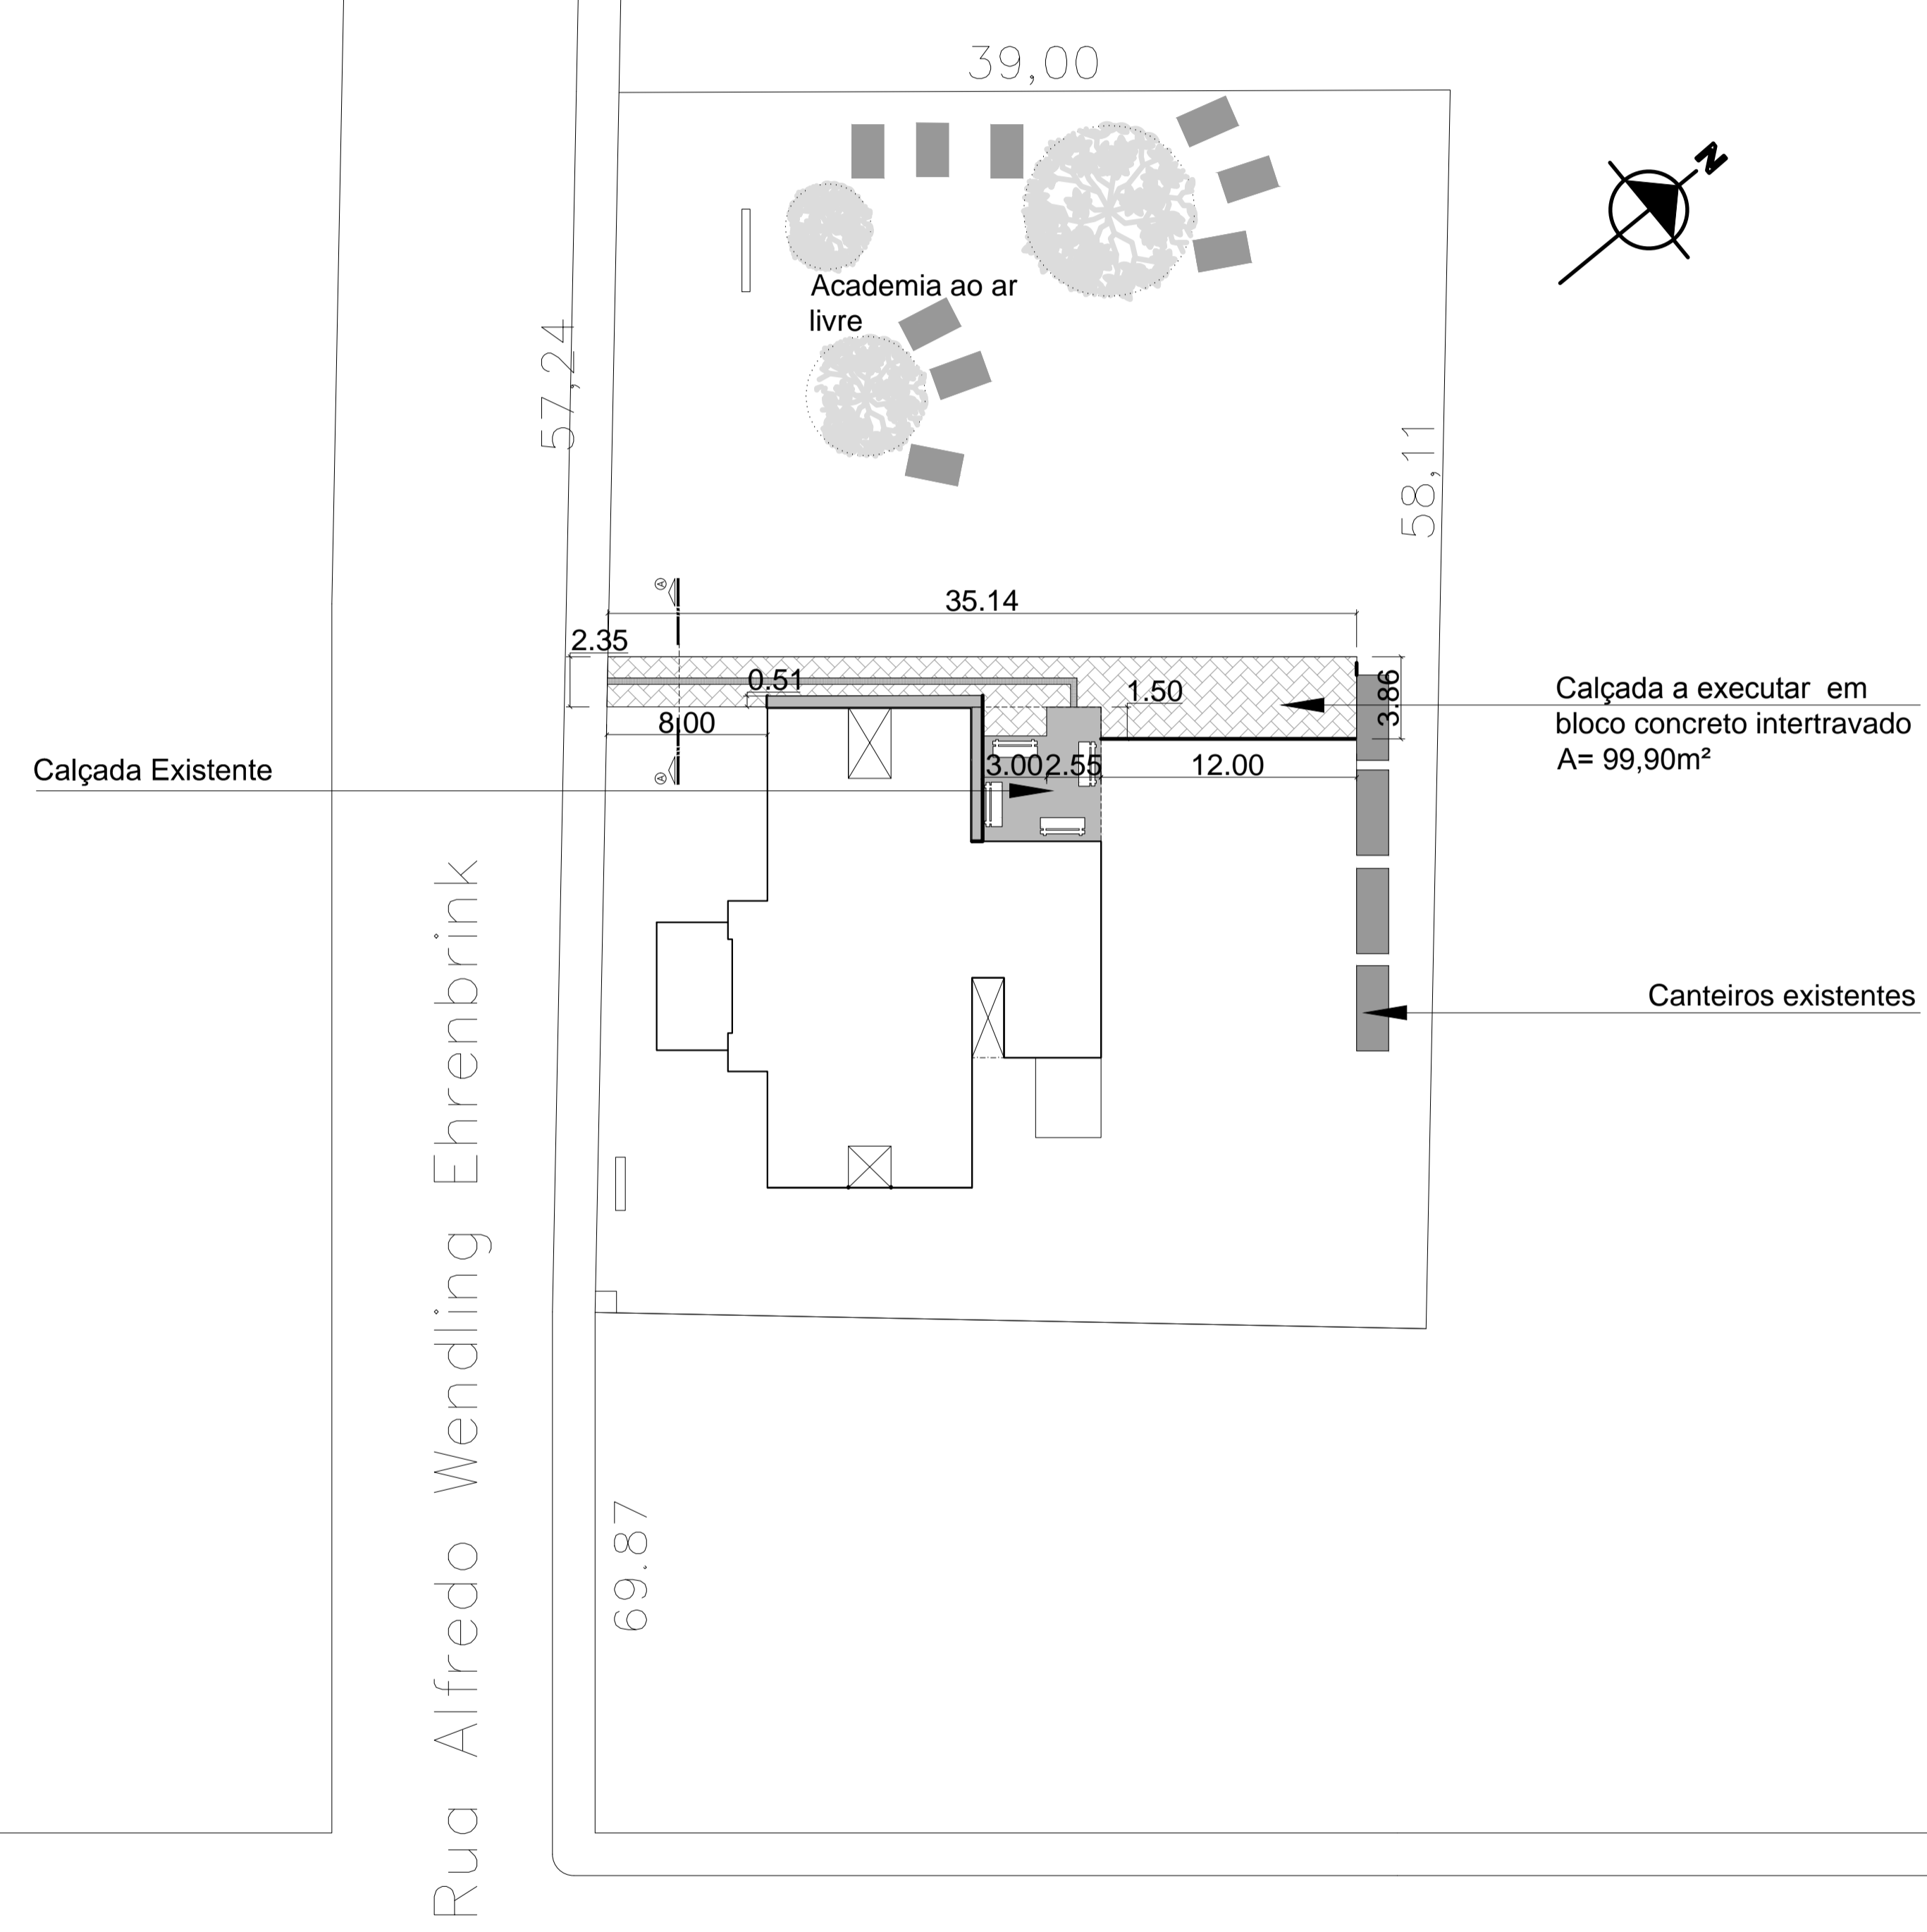 39,00
N
Academia ao ar
livre
57,24
58,11
A
35.14
2.35
0.51
1.50
3.86
Calçada a executar em
bloco concreto intertravado
A= 99,90m²
8.00
A
Calçada Existente
3.00
2.55
12.00
Canteiros existentes
Rua Alfredo Wendling Ehrenbrink
69.87